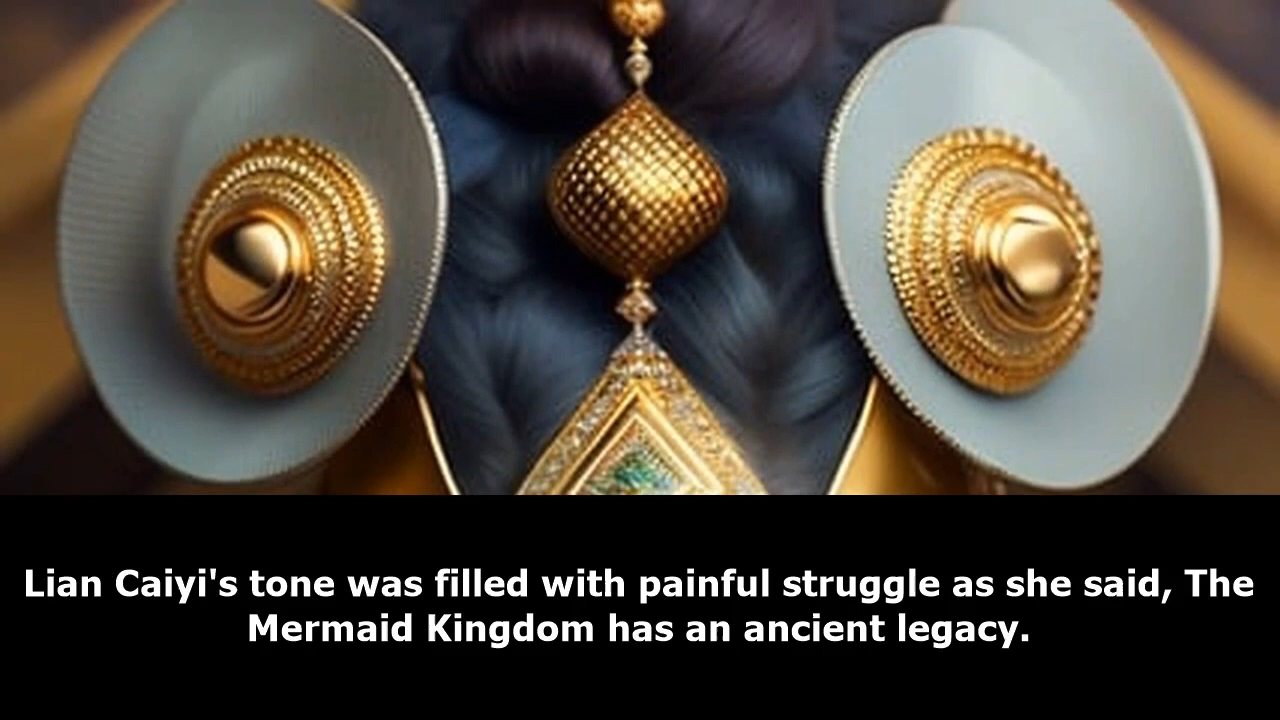 Lian Caiyi's tone was filled with painful struggle as she said, The
Mermaid Kingdom has an ancient legacy.